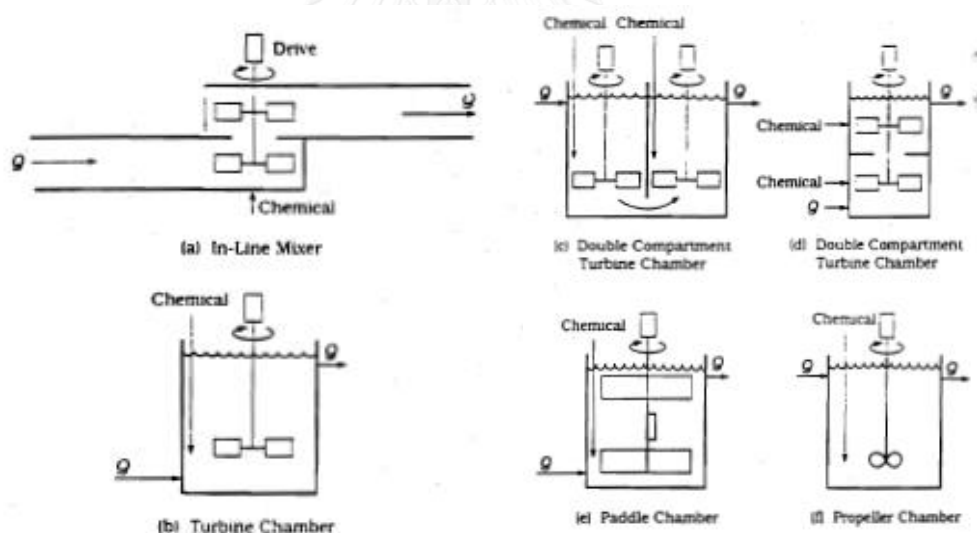 Drive
Q
Q
Chemical
(a) In-Line Mixer
Chemical Chemical
Q
Q
(c) Double Compartment
Turbine Chamber
Q
Chemical
Chemical
Q
(d) Double Compartment
Turbine Chamber
Chemical
Q
Q
(b) Turbine Chamber
Chemical
Q
Q
(e) Paddle Chamber
Chemical
Q
Q
(f) Propeller Chamber